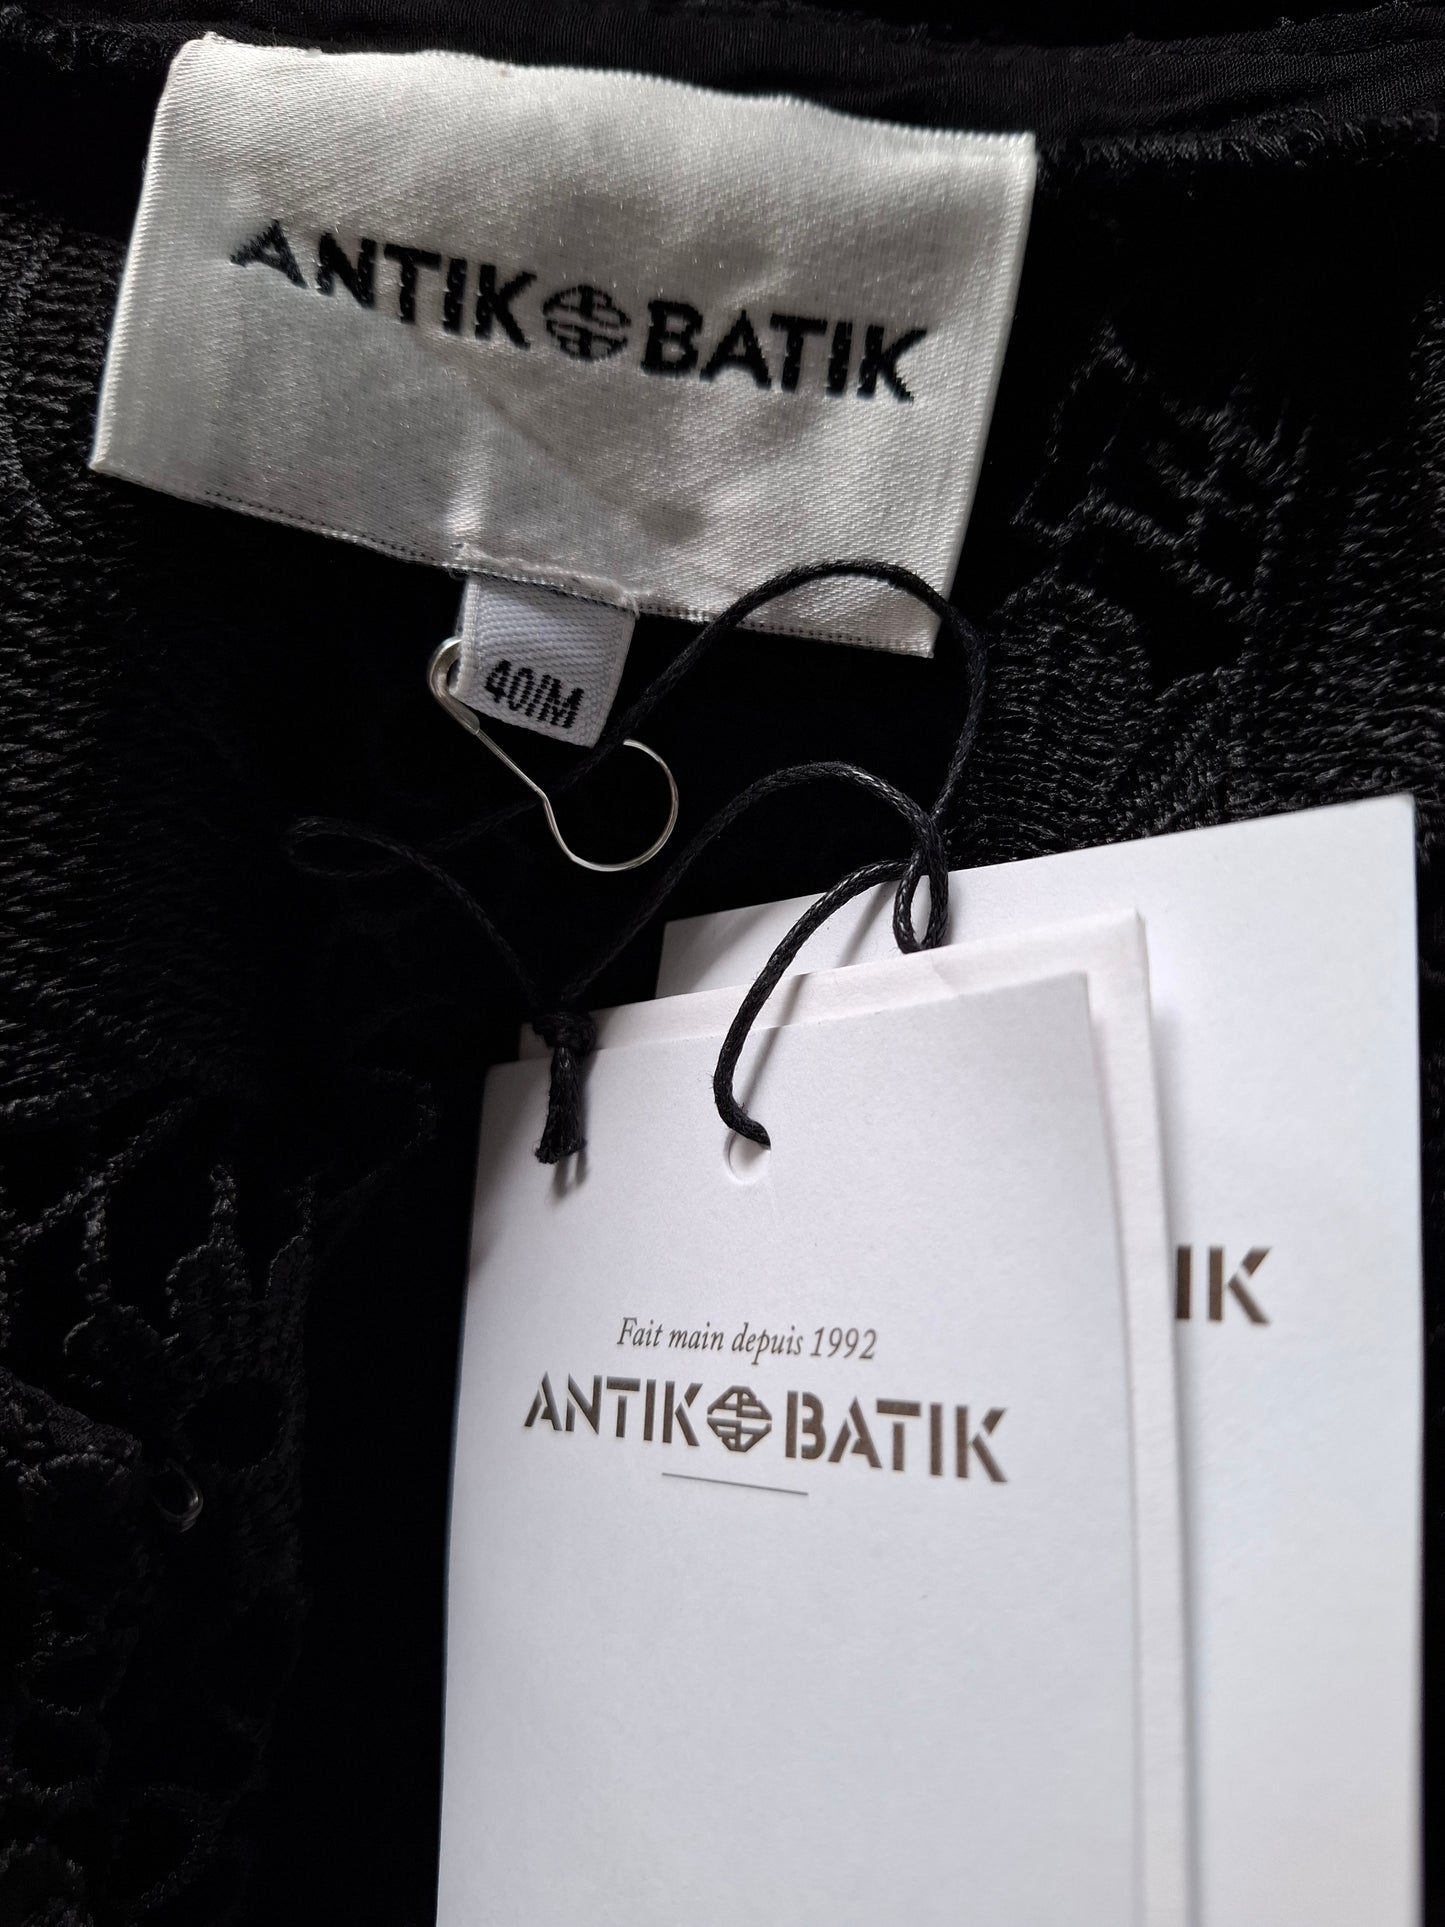 ANTIK BATIK
40/M
IK
Fait main depuis 1992
ANTIK BATIK